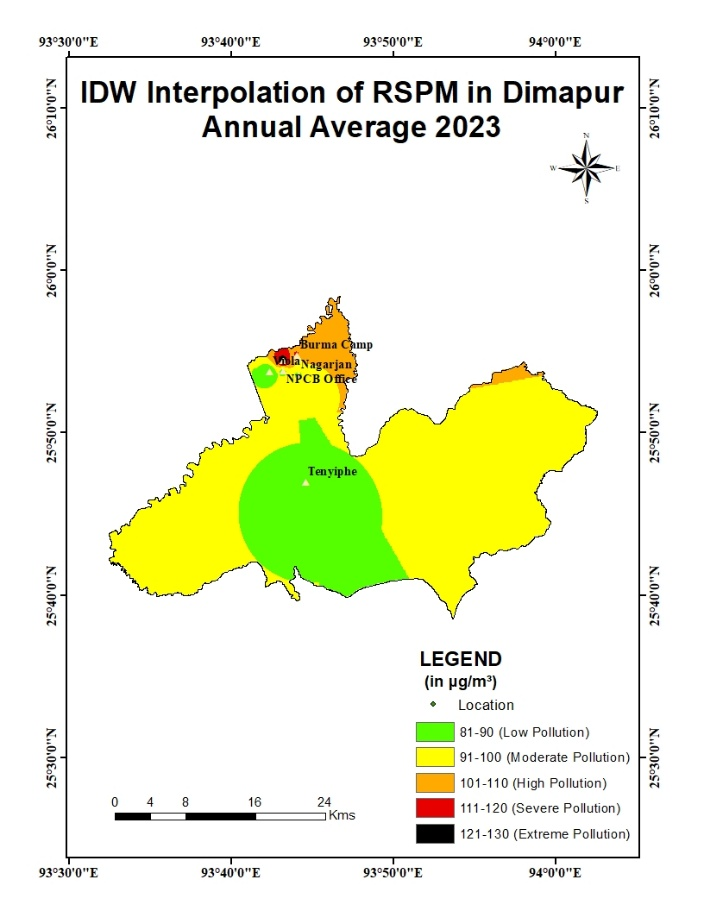 93°30'0"E 93°40'0"E 93°50'0"E 94°0'0"E
IDW Interpolation of RSPM in Dimapur
Annual Average 2023
26°10'0"N 26°10'0"N
N
W E
S
26°0'0"N 26°0'0"N
Burma Camp
Viola Nagarjan
NPCB Office
25°50'0"N 25°50'0"N
Tenyiphe
25°40'0"N 25°40'0"N
LEGEND
(in µg/m³)
Location
81-90 (Low Pollution)
91-100 (Moderate Pollution)
25°30'0"N 25°30'0"N
101-110 (High Pollution)
111-120 (Severe Pollution)
121-130 (Extreme Pollution)
0 4 8 16 24
Kms
93°30'0"E 93°40'0"E 93°50'0"E 94°0'0"E